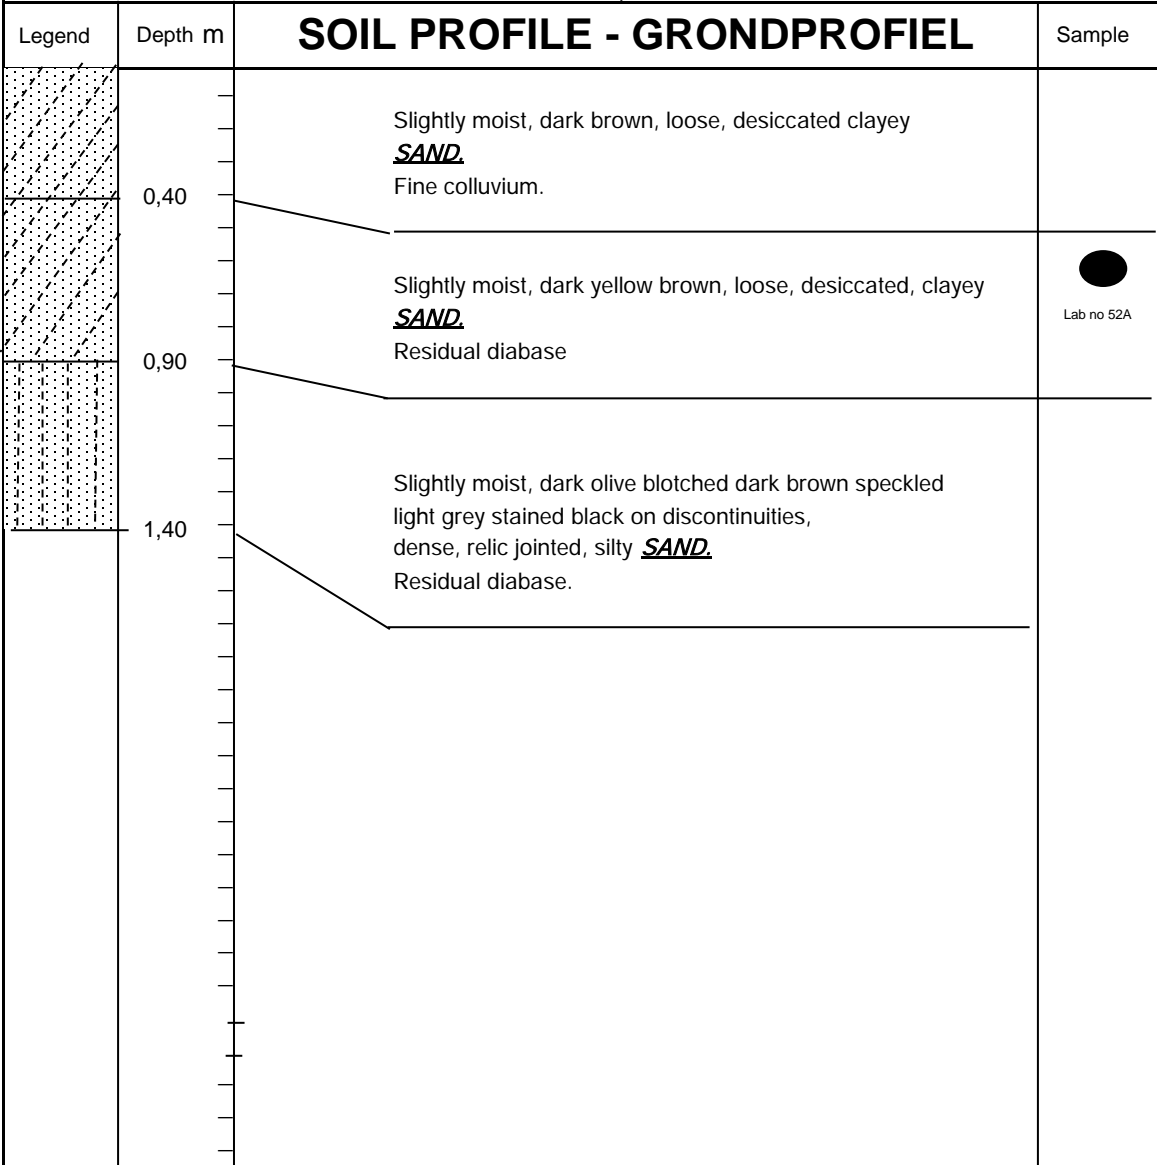 Legend
Depth m
SOIL PROFILE - GRONDPROFIEL
Sample
Slightly moist, dark brown, loose, desiccated clayey
SAND.
Fine colluvium.
0,40
Slightly moist, dark yellow brown, loose, desiccated, clayey
SAND.
Residual diabase
Lab no 52A
0,90
Slightly moist, dark olive blotched dark brown speckled
light grey stained black on discontinuities,
dense, relic jointed, silty SAND.
Residual diabase.
1,40